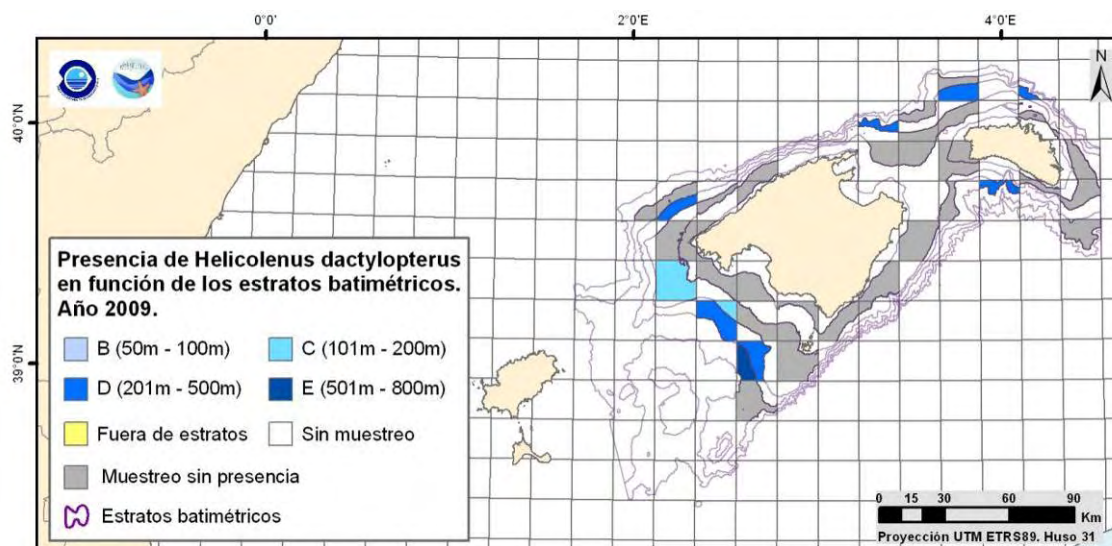 0°0'
2°0'E
4°0'E
N
40°0'N
39°0'N
Presencia de Helicolenus dactylopterus
en función de los estratos batimétricos.
Año 2009.
B (50m - 100m)
C (101m - 200m)
D (201m - 500m)
E (501m - 800m)
Fuera de estratos
Sin muestreo
Muestreo sin presencia
Estratos batimétricos
0 15 30 60 90
Km
Proyección UTM ETRS89. Huso 31